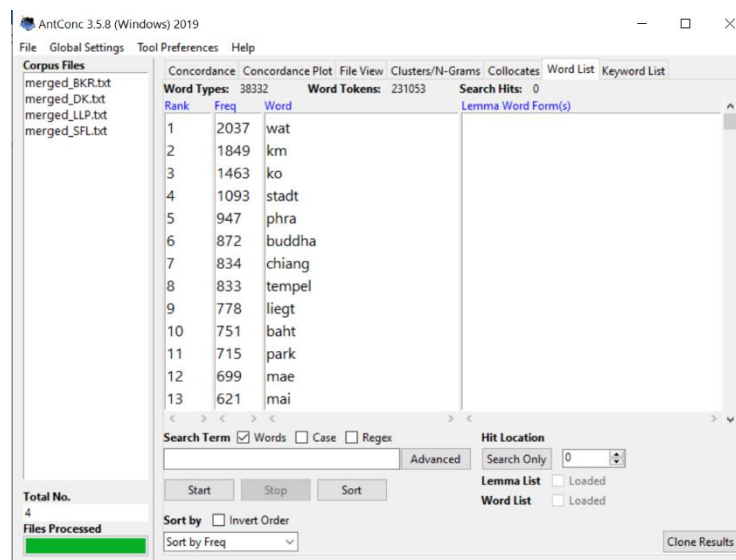 AntConc 3.5.8 (Windows) 2019
File Global Settings Tool Preferences Help
Corpus Files
merged_BKR.txt
merged_DK.txt
merged_LLP.txt
merged_SFL.txt
Total No.
4
Files Processed
Concordance Concordance Plot File View Clusters/N-Grams Collocates Word List Keyword List
Word Types: 38332 Word Tokens: 231053 Search Hits: 0
Rank Freq Word Lemma Word Form(s)
1 2037 wat
2 1849 km
3 1463 ko
4 1093 stadt
5 947 phra
6 872 buddha
7 834 chiang
8 833 tempel
9 778 liegt
10 751 baht
11 715 park
12 699 mae
13 621 mai
Search Term Words Case Regex Hit Location
Advanced Search Only 0
Start Stop Sort Lemma List Loaded
Word List Loaded
Sort by Invert Order
Sort by Freq Clone Results